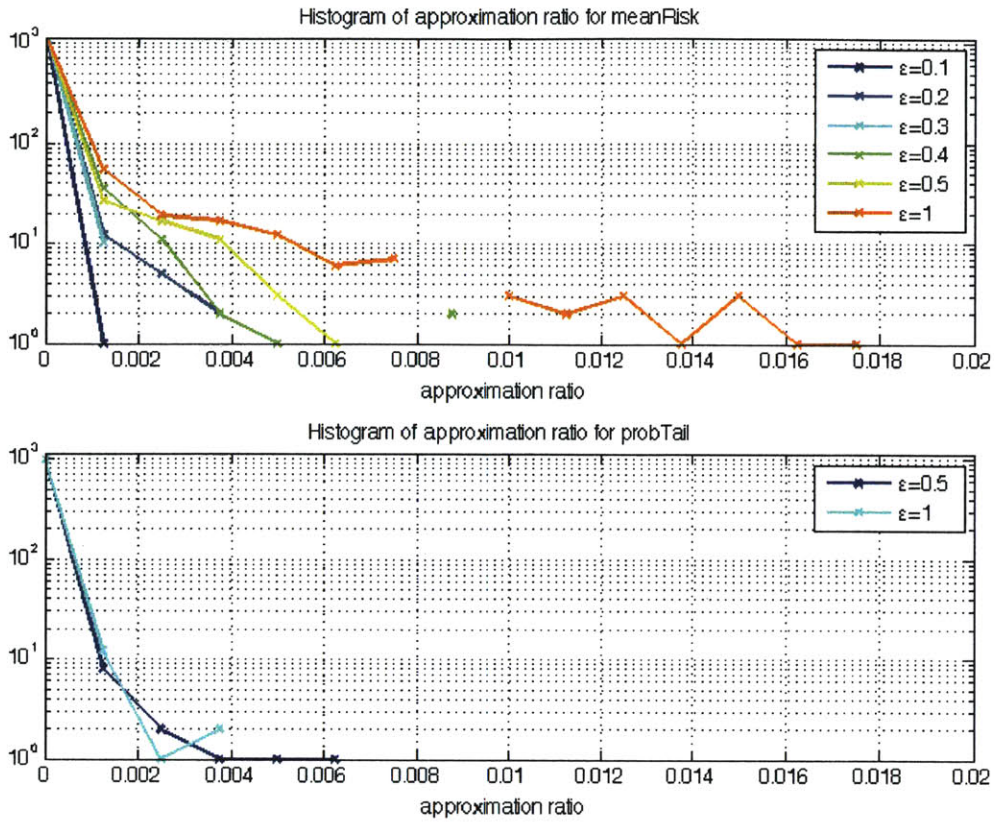 Histogram of approximation ratio for meanRisk
10³
10²
10¹
10⁰
ε=0.1
ε=0.2
ε=0.3
ε=0.4
ε=0.5
ε=1
0 0.002 0.004 0.006 0.008 0.01 0.012 0.014 0.016 0.018 0.02
approximation ratio
Histogram of approximation ratio for probTail
10³
10²
10¹
10⁰
ε=0.5
ε=1
0 0.002 0.004 0.006 0.008 0.01 0.012 0.014 0.016 0.018 0.02
approximation ratio